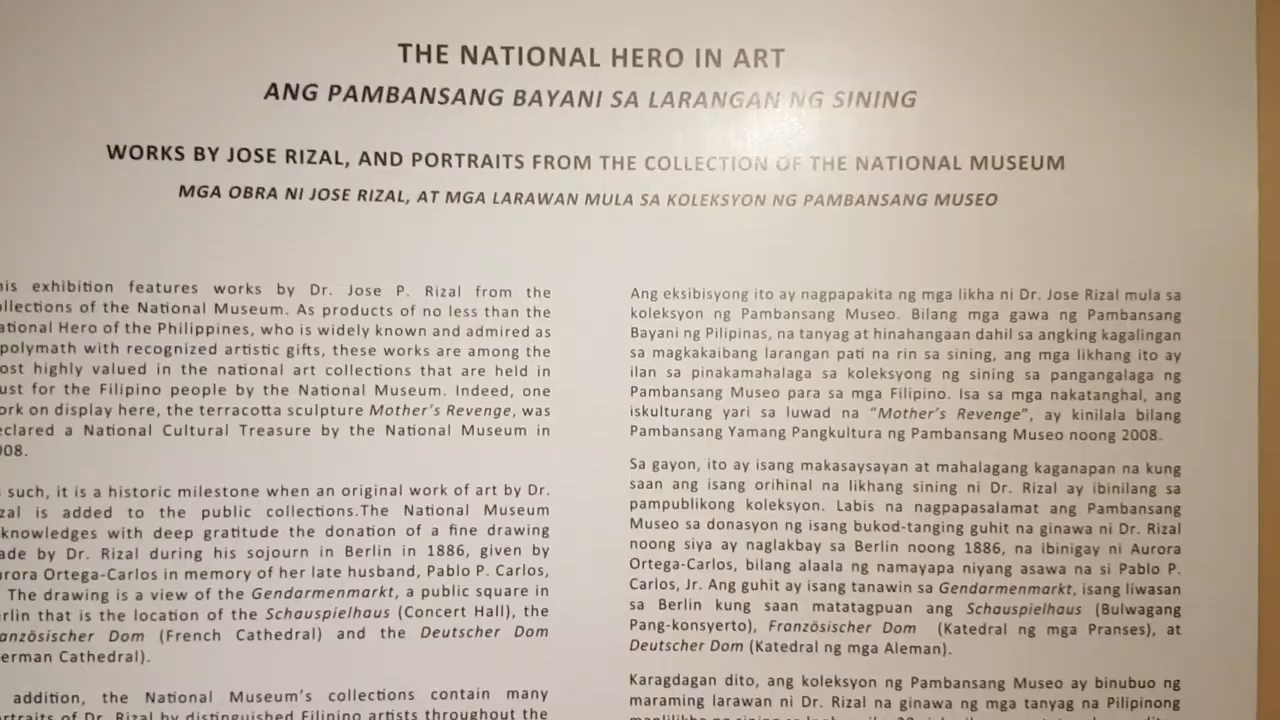 THE NATIONAL HERO IN ART
ANG PAMBANSANG BAYANI SA LARANGAN NG SINING
WORKS BY JOSE RIZAL, AND PORTRAITS FROM THE COLLECTION OF THE NATIONAL MUSEUM
MGA OBRA NI JOSE RIZAL, AT MGA LARAWAN MULA SA KOLEKSYON NG PAMBANSANG MUSEO
exhibition features works by Dr. Jose P. Rizal from the
of the National Museum. As products of no less than the
Hero of the Philippines, who is widely known and admired as
polymath with recognized artistic gifts, these works are among the
highly valued in the national art collections that are held in
for the Filipino people by the National Museum. Indeed, one
on display here, the terracotta sculpture Mother's Revenge, was
a National Cultural Treasure by the National Museum in
such, it is a historic milestone when an original work of art by Dr.
is added to the public collections.The National Museum
with deep gratitude the donation of a fine drawing
by Dr. Rizal during his sojourn in Berlin in 1886, given by
Ortega-Carlos in memory of her late husband, Pablo P. Carlos,
The drawing is a view of the Gendarmenmarkt, a public square in
that is the location of the Schauspielhaus (Concert Hall), the
Dom (French Cathedral) and the Deutscher Dom
Cathedral).
addition, the National Museum's collections contain many
of Dr. Rizal by distinguished Filipino artists throughout the
Ang eksibisyong ito ay nagpapakita ng mga likha ni Dr. Jose Rizal mula sa
koleksyon ng Pambansang Museo. Bilang mga gawa ng Pambansang
Bayani ng Pilipinas, na tanyag at hinahangaan dahil sa angking kagalingan
sa magkakaibang larangan pati na rin sa sining, ang mga likhang ito ay
ilan sa pinakamahalaga sa koleksyong ng sining sa pangangalaga ng
Pambansang Museo para sa mga Filipino. Isa sa mga nakatanghal, ang
iskulturang yari sa luwad na "Mother's Revenge", ay kinilala bilang
Pambansang Yamang Pangkultura ng Pambansang Museo noong 2008.
Sa gayon, ito ay isang makasaysayan at mahalagang kaganapan na kung
saan ang isang orihinal na likhang sining ni Dr. Rizal ay ibinilang sa
pampublikong koleksyon. Labis na nagpapasalamat ang Pambansang
Museo sa donasyon ng isang bukod-tanging guhit na ginawa ni Dr. Rizal
noong siya ay naglakbay sa Berlin noong 1886, na ibinigay ni Aurora
Ortega-Carlos, bilang alaala ng namayapa niyang asawa na si Pablo P.
Carlos, Jr. Ang guhit ay isang tanawin sa Gendarmenmarkt, isang liwasan
sa Berlin kung saan matatagpuan ang Schauspielhaus (Bulwagang
Pang-konsyerto), Französischer Dom (Katedral ng mga Pranses), at
Deutscher Dom (Katedral ng mga Aleman).
Karagdagan dito, ang koleksyon ng Pambansang Museo ay binubuo ng
maraming larawan ni Dr. Rizal na ginawa ng mga tanyag na Pilipinong